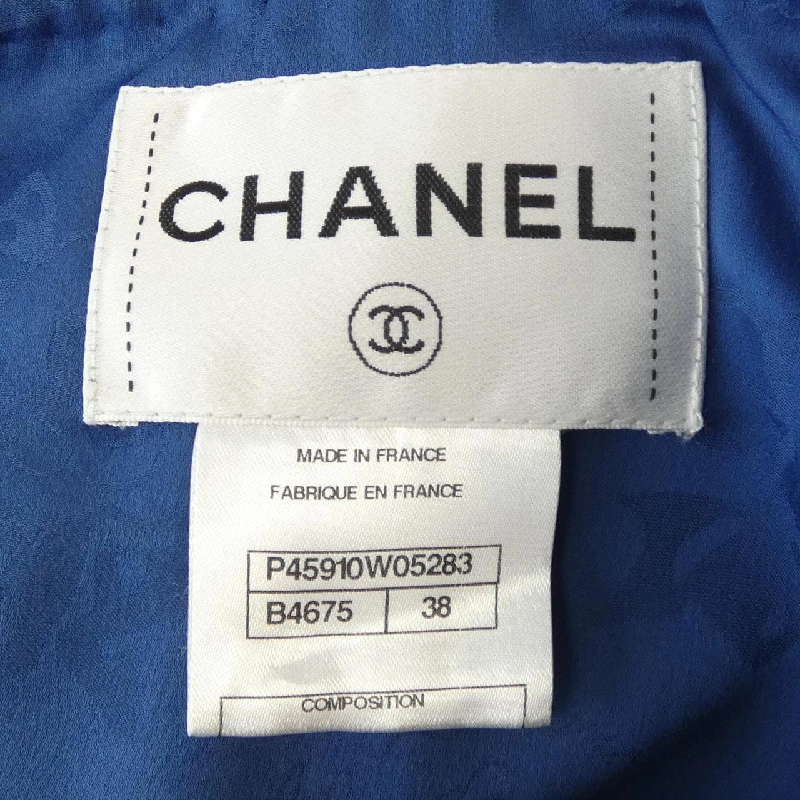 CHANEL
MADE IN FRANCE
FABRIQUE EN FRANCE
P45910W05283
B4675 38
COMPOSITION